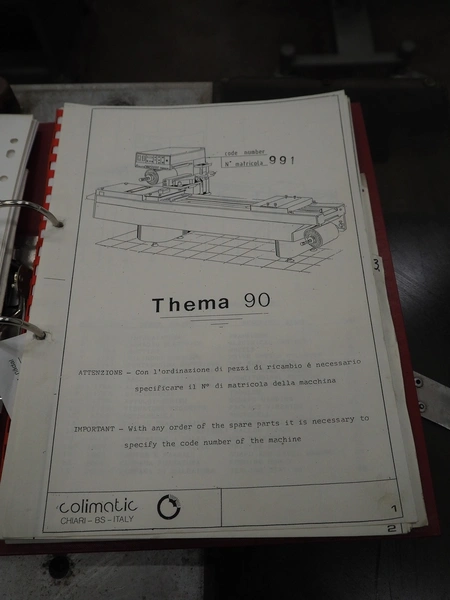 code number
N° matricola 991
3
Thema 90
ATTENZIONE - Con l'ordinazione di pezzi di ricambio è necessario
specificare il N° di matricola della macchina
IMPORTANT - With any order of the spare parts it is necessary to
specify the code number of the machine
colimatic
CHIARI - BS - ITALY
1
2